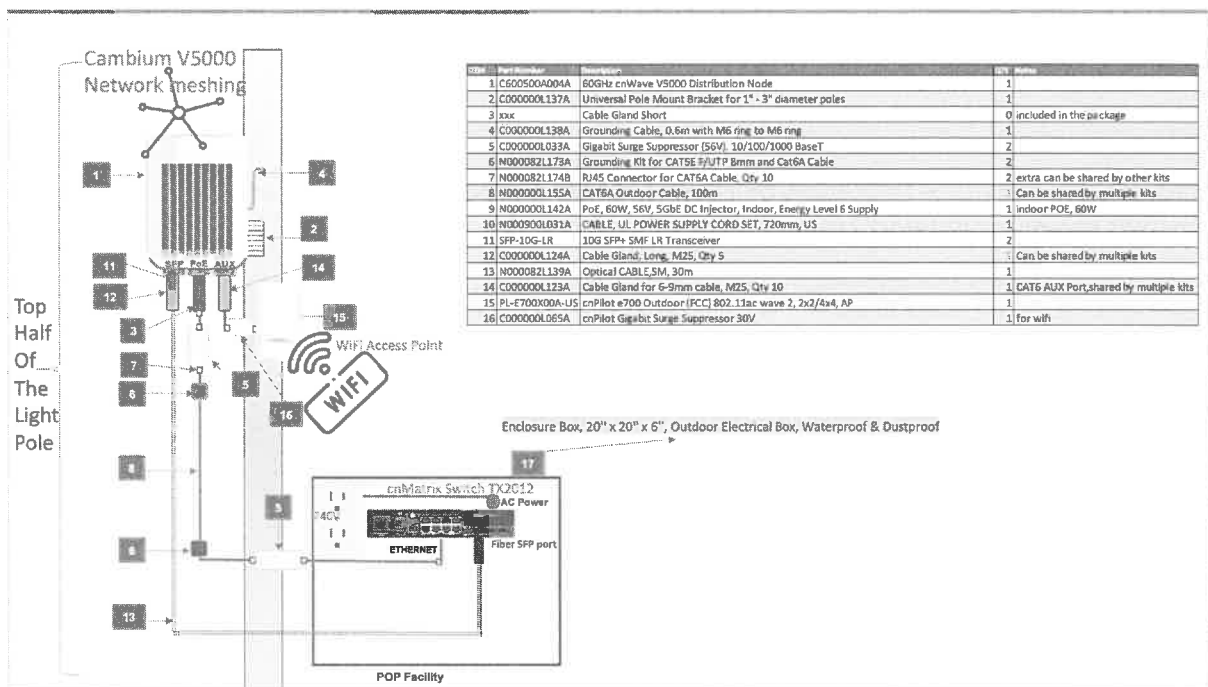 Cambium V5000
Network meshing
1
4
2
SFP PoE AUX
11
12
14
3
15
WiFi Access Point
WIFI
7
5
6
16
Top
Half
Of
The
Light
Pole
8
5
6
13
Part Number Description Notes
1 C600500A004A 60GHz cnWave V5000 Distribution Node 1
2 C000000L137A Universal Pole Mount Bracket for 1" - 3" diameter poles 1
3 xxx Cable Gland Short 0 included in the package
4 C000000L138A Grounding Cable, 0.6m with M6 ring to M6 ring 1
5 C000000L033A Gigabit Surge Suppressor (56V), 10/100/1000 BaseT 2
6 N000082L173A Grounding Kit for CAT5E F/UTP 8mm and Cat6A Cable 2
7 N000082L174B RJ45 Connector for CAT6A Cable, Qty 10 2 extra can be shared by other kits
8 N000000L155A CAT6A Outdoor Cable, 100m Can be shared by multiple kits
9 N000000L142A PoE, 60W, 56V, 5GbE DC Injector, Indoor, Energy Level 6 Supply 1 indoor POE, 60W
10 N000900L031A CABLE, UL POWER SUPPLY CORD SET, 720mm, US 1
11 SFP-10G-LR 10G SFP+ SMF LR Transceiver 2
12 C000000L124A Cable Gland, Long, M25, Qty 5 Can be shared by multiple kits
13 N000082L139A Optical CABLE,SM, 30m 1
14 C000000L123A Cable Gland for 6-9mm cable, M25, Qty 10 1 CAT6 AUX Port,shared by multiple kits
15 PL-E700X00A-US cnPilot e700 Outdoor (FCC) 802.11ac wave 2, 2x2/4x4, AP 1
16 C000000L065A cnPilot Gigabit Surge Suppressor 30V 1 for wifi
Enclosure Box, 20" x 20" x 6", Outdoor Electrical Box, Waterproof & Dustproof
17
cnMatrix Switch TX2012
AC Power
240V
ETHERNET
Fiber SFP port
POP Facility